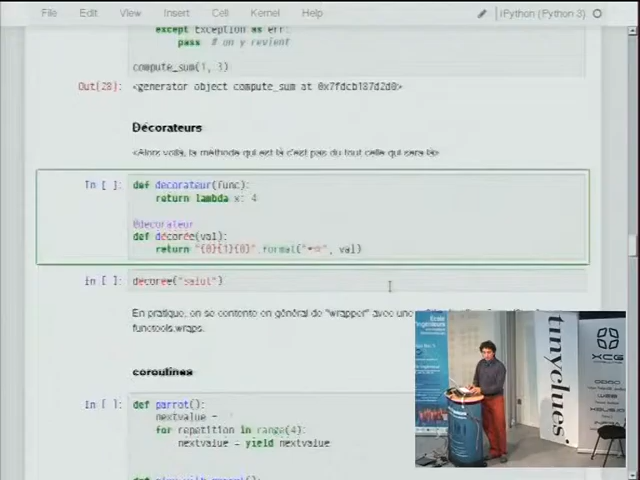 File Edit View Insert Cell Kernel Help IPython (Python 3)
except Exception as err:
pass # on y revient
compute_sum(1, 3)
Out[28]: <generator object compute_sum at 0x7fdcb187d2d0>
Décorateurs
<Alors voilà, la méthode qui est là c'est pas du tout celle qui sera là>
In [ ]: def decorateur(func):
return lambda x: 4
@decorateur
def décorée(val):
return "{0}{1}{0}".format("**", val)
In [ ]: décorée("salut")
En pratique, on se contente en général de "wrapper" avec une
functools.wraps.
coroutines
In [ ]: def parrot():
nextvalue =
for repetition in range(4):
nextvalue = yield nextvalue
tinyclues
XCG